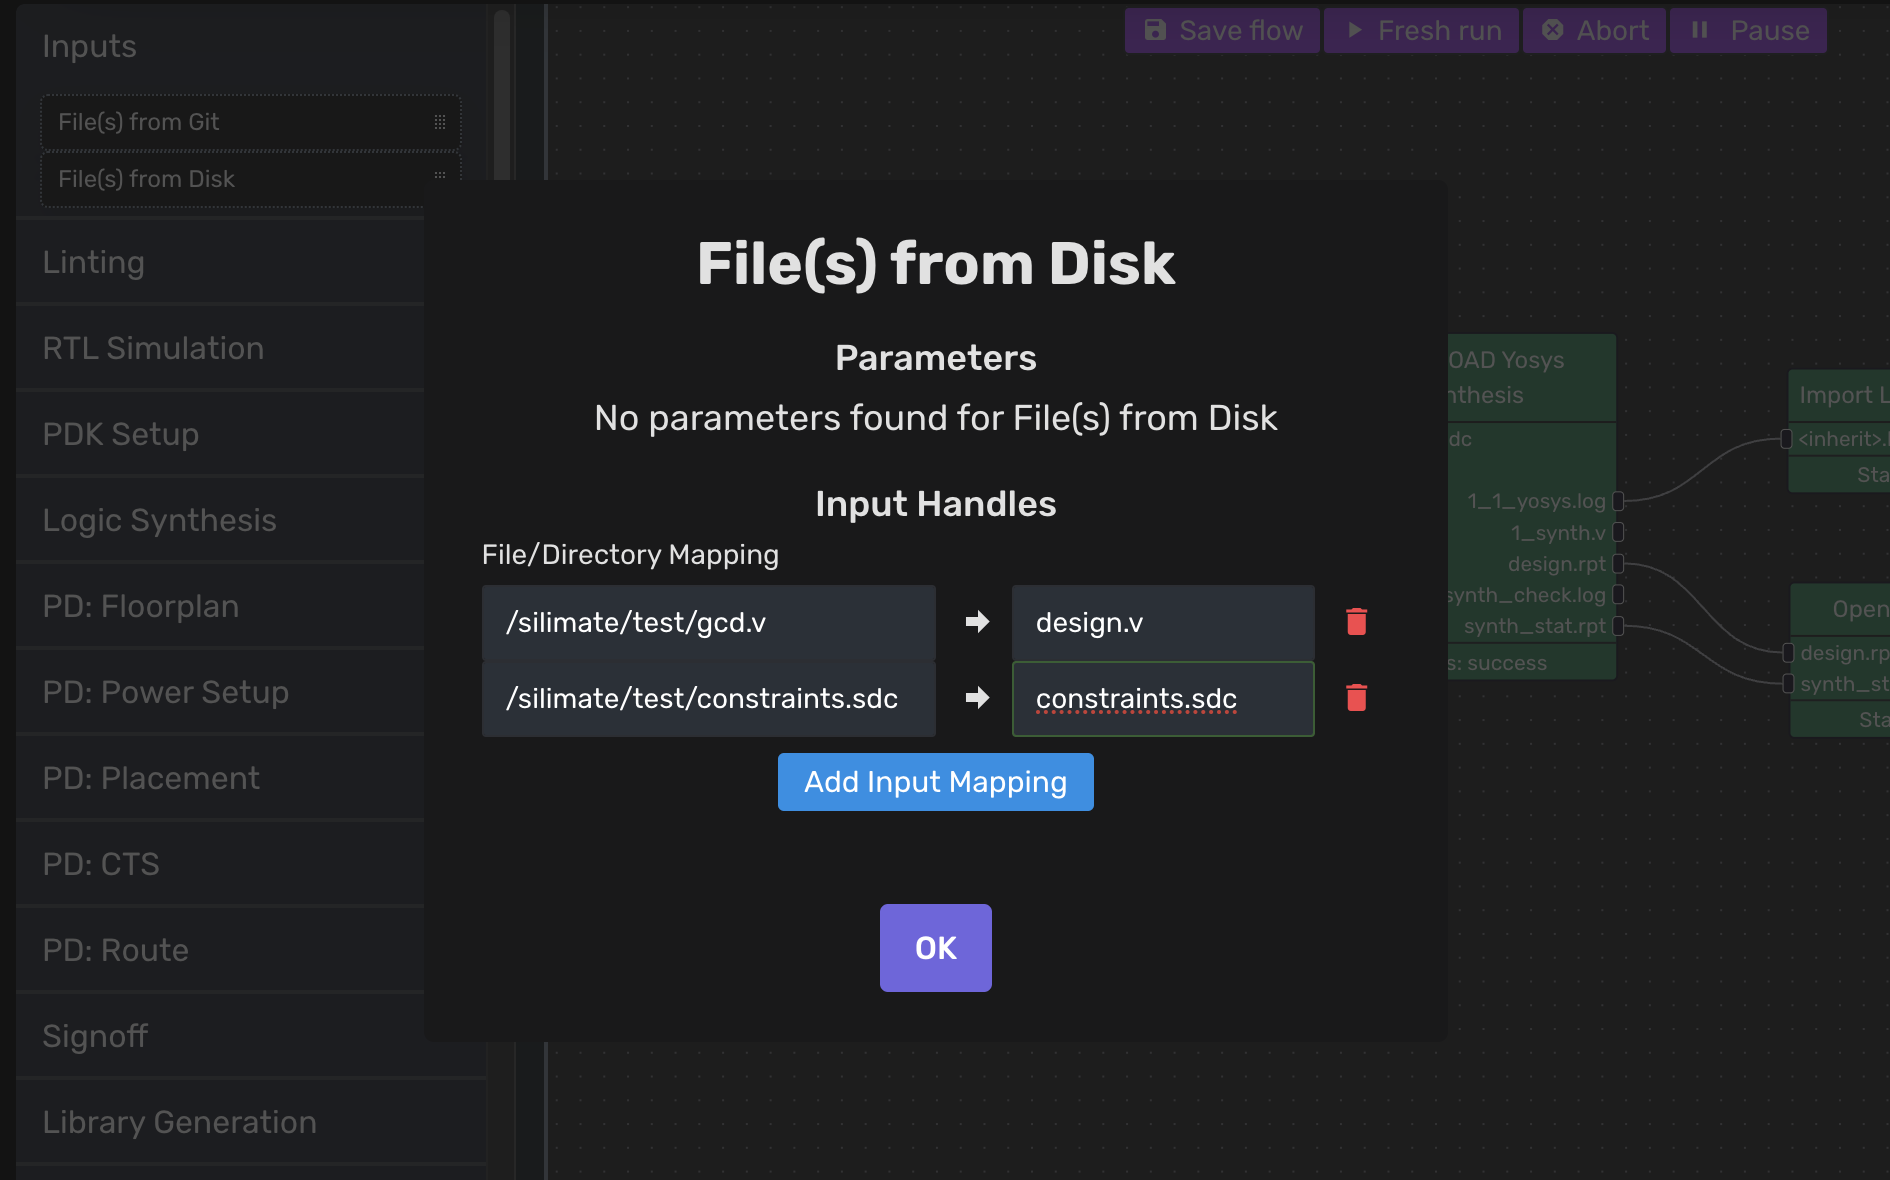 Inputs
Save flow
Fresh run
Abort
Pause
File(s) from Git
File(s) from Disk
Linting
RTL Simulation
PDK Setup
Logic Synthesis
PD: Floorplan
PD: Power Setup
PD: Placement
PD: CTS
PD: Route
Signoff
Library Generation
File(s) from Disk
Parameters
No parameters found for File(s) from Disk
Input Handles
File/Directory Mapping
/silimate/test/gcd.v
design.v
/silimate/test/constraints.sdc
constraints.sdc
Add Input Mapping
OK
OAD Yosys
nthesis
dc
1_1_yosys.log
1_synth.v
design.rpt
synth_check.log
synth_stat.rpt
s: success
Import L
<inherit>.l
Sta
Open
design.rp
synth_st
Sta